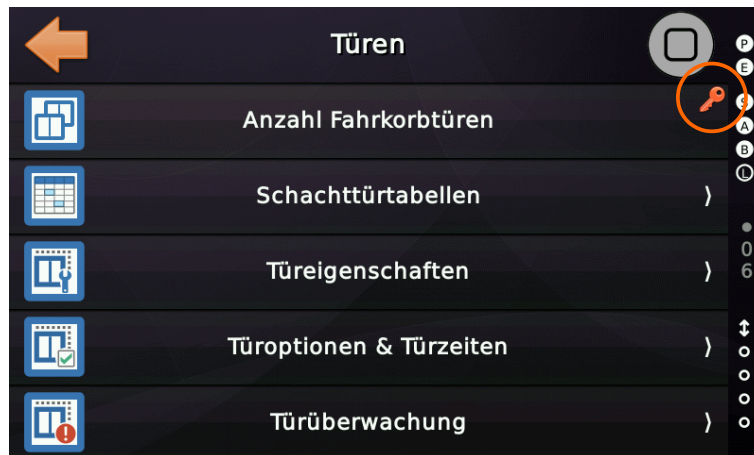 Türen
P
E
Anzahl Fahrkorbtüren
A
B
Schachttürtabellen
L
Türeigenschaften
0
6
Türoptionen & Türzeiten
Türüberwachung